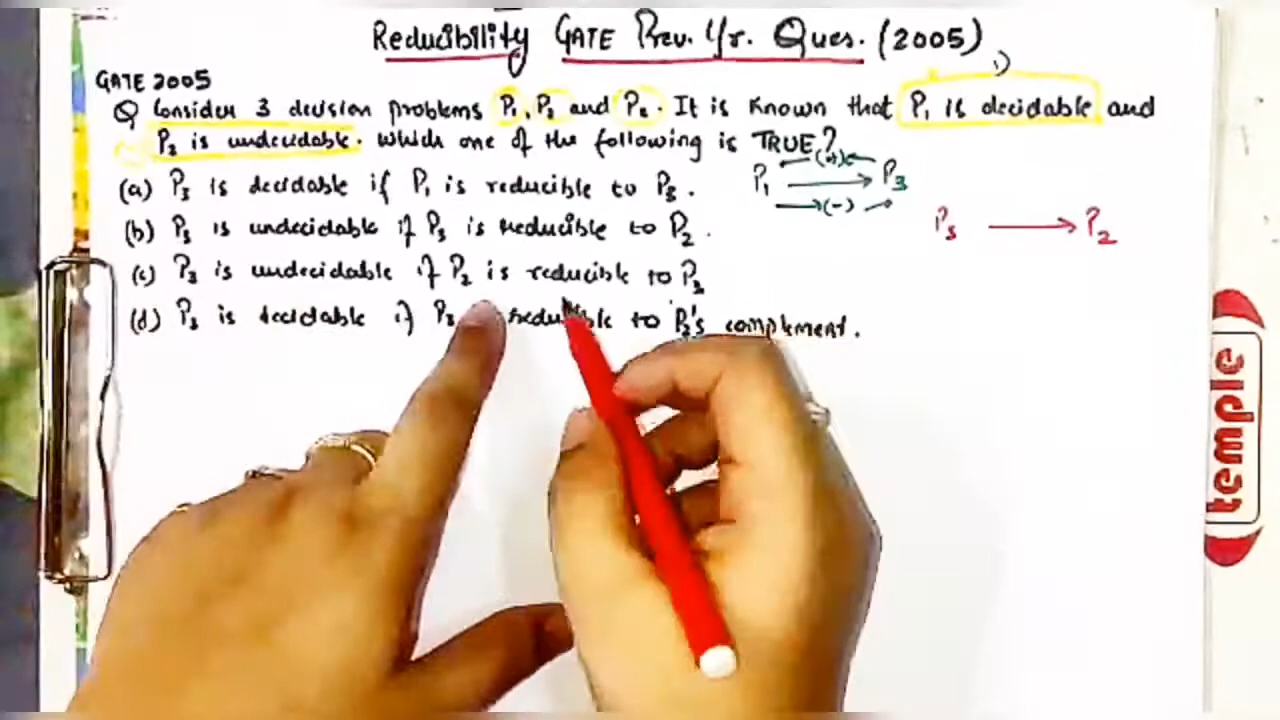 Reducibility GATE Prev. Yr. Ques. (2005)
GATE 2005
Q Consider 3 decision problems P1, P2 and P3. It is known that P1 is decidable and
P2 is undecidable. Which one of the following is TRUE?
(a) P3 is decidable if P1 is reducible to P3.
(b) P3 is undecidable if P3 is reducible to P2.
(c) P3 is undecidable if P2 is reducible to P3
(d) P3 is decidable if P3 reducible to P2's complement.
(+)
P1 → P3
(-)
P3 → P2
temple